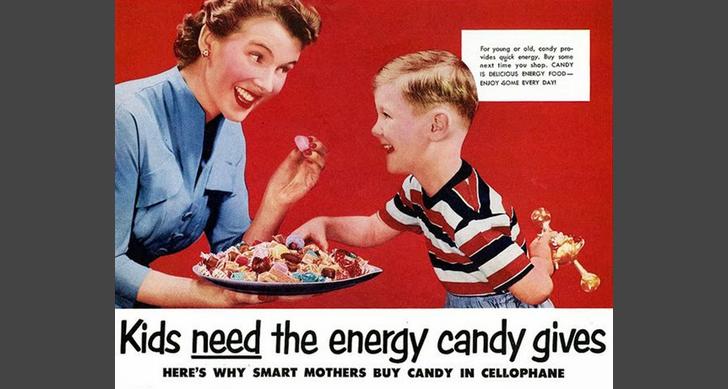 For young or old, candy pro-
vides quick energy. Buy some
next time you shop. CANDY
IS DELICIOUS ENERGY FOOD—
ENJOY SOME EVERY DAY!
Kids need the energy candy gives
HERE'S WHY SMART MOTHERS BUY CANDY IN CELLOPHANE